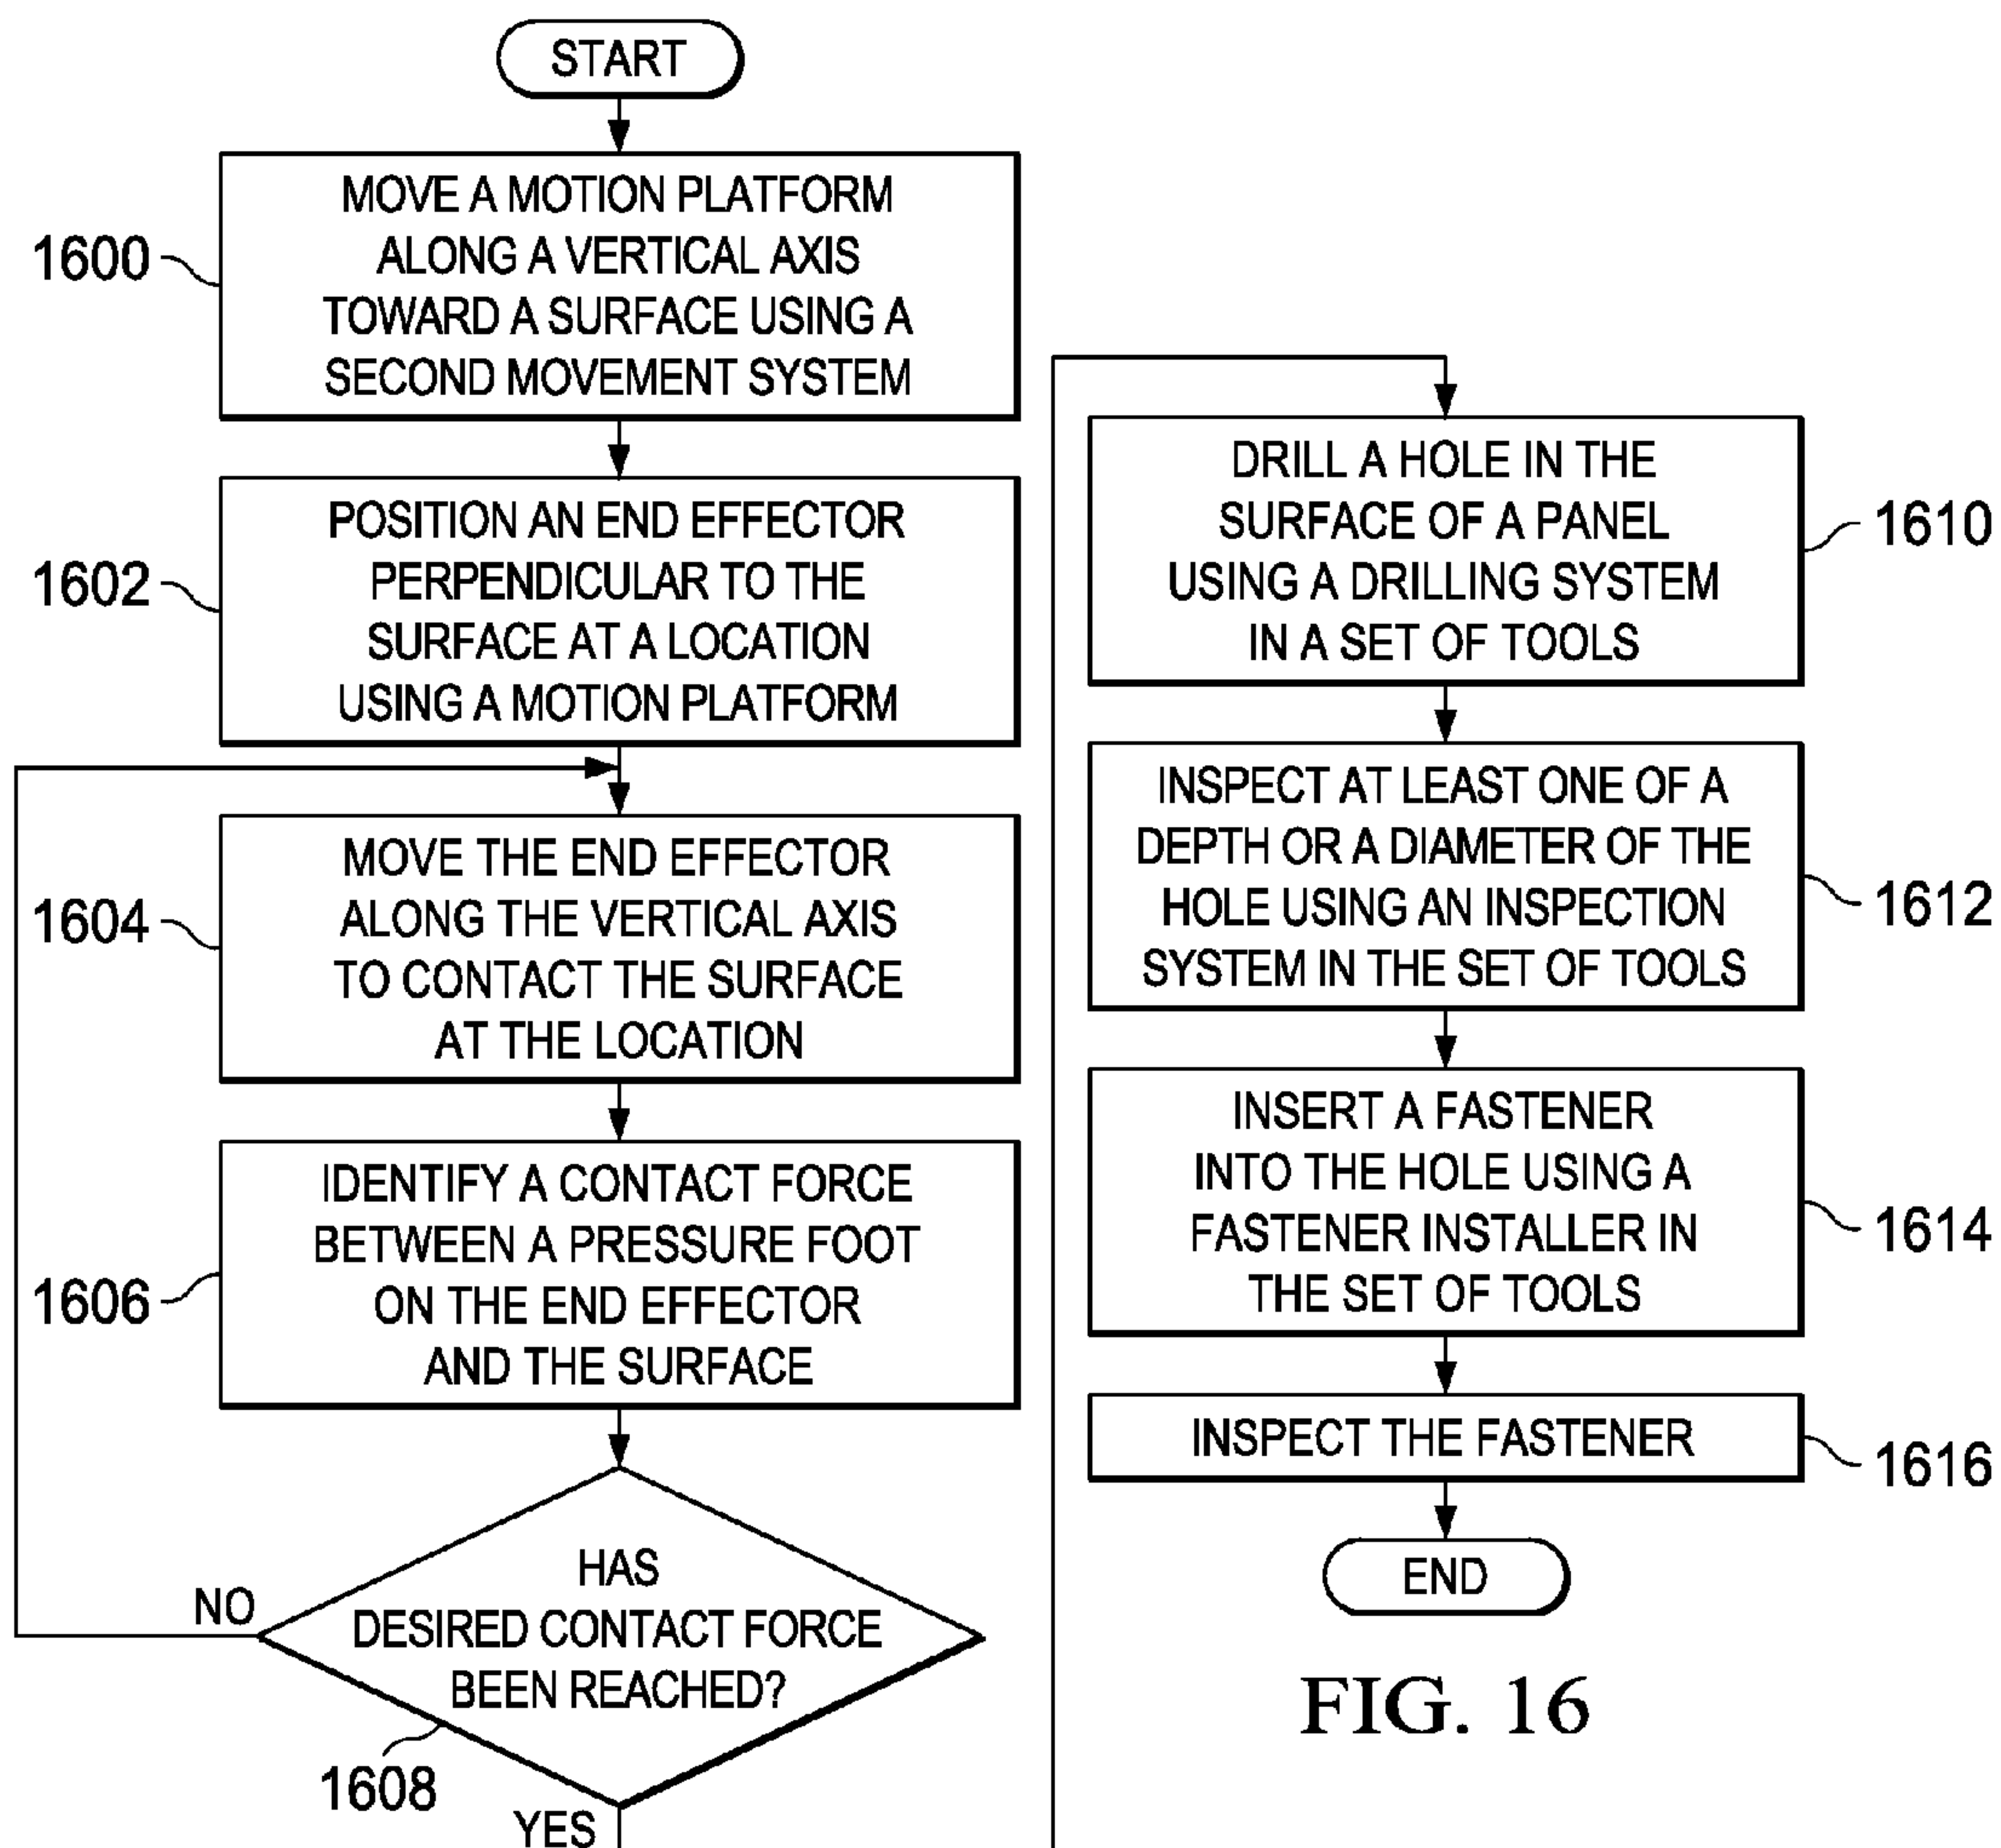 START
1600
MOVE A MOTION PLATFORM
ALONG A VERTICAL AXIS
TOWARD A SURFACE USING A
SECOND MOVEMENT SYSTEM
1602
POSITION AN END EFFECTOR
PERPENDICULAR TO THE
SURFACE AT A LOCATION
USING A MOTION PLATFORM
1604
MOVE THE END EFFECTOR
ALONG THE VERTICAL AXIS
TO CONTACT THE SURFACE
AT THE LOCATION
1606
IDENTIFY A CONTACT FORCE
BETWEEN A PRESSURE FOOT
ON THE END EFFECTOR
AND THE SURFACE
HAS
DESIRED CONTACT FORCE
BEEN REACHED?
NO
1608
YES
DRILL A HOLE IN THE
SURFACE OF A PANEL
USING A DRILLING SYSTEM
IN A SET OF TOOLS
1610
INSPECT AT LEAST ONE OF A
DEPTH OR A DIAMETER OF THE
HOLE USING AN INSPECTION
SYSTEM IN THE SET OF TOOLS
1612
INSERT A FASTENER
INTO THE HOLE USING A
FASTENER INSTALLER IN
THE SET OF TOOLS
1614
INSPECT THE FASTENER
1616
END
FIG. 16